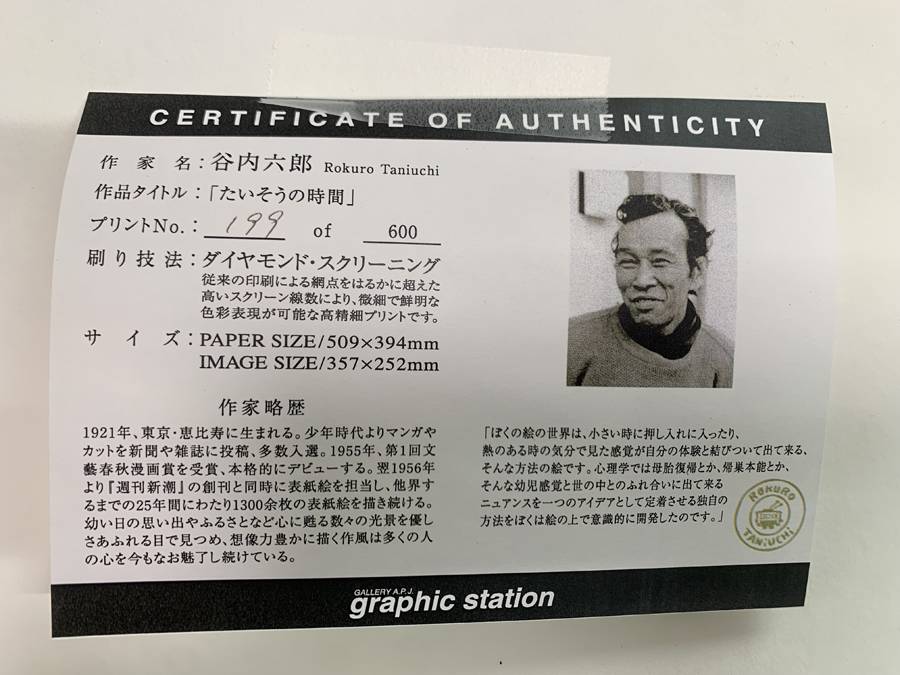 CERTIFICATE OF AUTHENTICITY
作家名：谷内六郎 Rokuro Taniuchi
作品タイトル：「たいそうの時間」
プリントNo.： 199 of 600
刷り技法：ダイヤモンド・スクリーニング
従来の印刷による網点をはるかに超えた
高いスクリーン線数により、微細で鮮明な
色彩表現が可能な高精細プリントです。
サイズ：PAPER SIZE/509×394mm
IMAGE SIZE/357×252mm
作家略歴
1921年、東京・恵比寿に生まれる。少年時代よりマンガや
カットを新聞や雑誌に投稿、多数入選。1955年、第1回文
藝春秋漫画賞を受賞、本格的にデビューする。翌1956年
より『週刊新潮』の創刊と同時に表紙絵を担当し、他界す
るまでの25年間にわたり1300余枚の表紙絵を描き続ける。
幼い日の思い出やふるさとなど心に甦る数々の光景を優し
さあふれる目で見つめ、想像力豊かに描く作風は多くの人
の心を今もなお魅了し続けている。
「ぼくの絵の世界は、小さい時に押し入れに入ったり、
熱のある時の気分で見た感覚が自分の体験と結びついて出て来る、
そんな方法の絵です。心理学では母胎復帰とか、帰巣本能とか、
そんな幼児感覚と世の中とのふれ合いに出て来る
ニュアンスを一つのアイデアとして定着させる独自の
方法をぼくは絵の上で意識的に開発したのです。」
ROKURO
TANIUCHI
GALLERY A.P.J.
graphic station